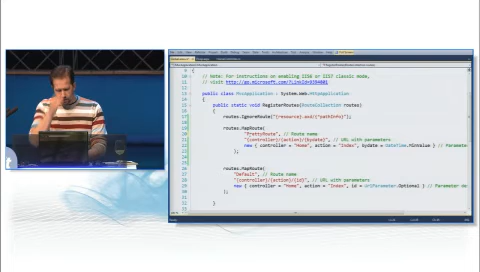 // Note: For instructions on enabling IIS6 or IIS7 classic mode,
// visit http://go.microsoft.com/?LinkId=9394801
public class MvcApplication : System.Web.HttpApplication
{
public static void RegisterRoutes(RouteCollection routes)
{
routes.IgnoreRoute("{resource}.axd/{*pathInfo}");
routes.MapRoute(
"PrettyRoute", // Route name
"{controller}/{action}/{bydate}", // URL with parameters
new { controller = "Home", action = "Index", bydate = DateTime.MinValue } // Paramete
);
routes.MapRoute(
"Default", // Route name
"{controller}/{action}/{id}", // URL with parameters
new { controller = "Home", action = "Index", id = UrlParameter.Optional } // Parameter de
);
}